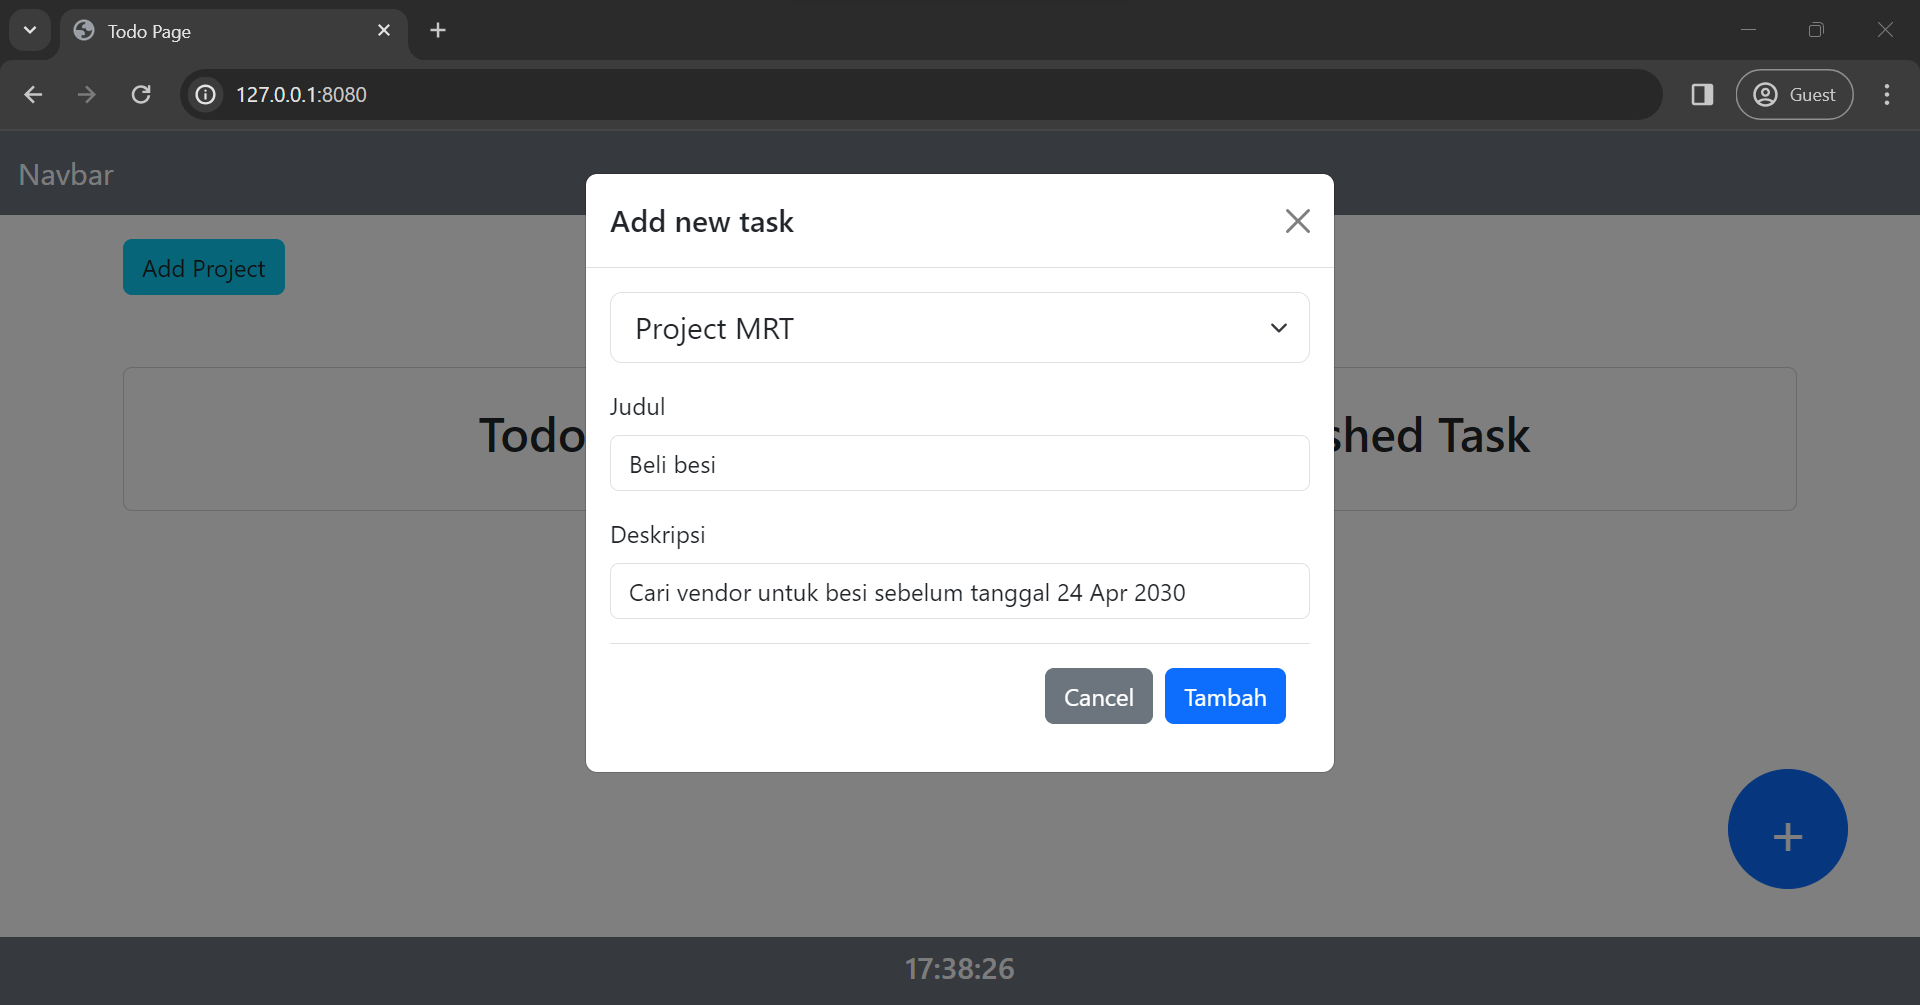 Todo Page
127.0.0.1:8080
Guest
Navbar
Add new task
Add Project
Project MRT
Judul
Todo
shed Task
Beli besi
Deskripsi
Cari vendor untuk besi sebelum tanggal 24 Apr 2030
Cancel
Tambah
+
17:38:26